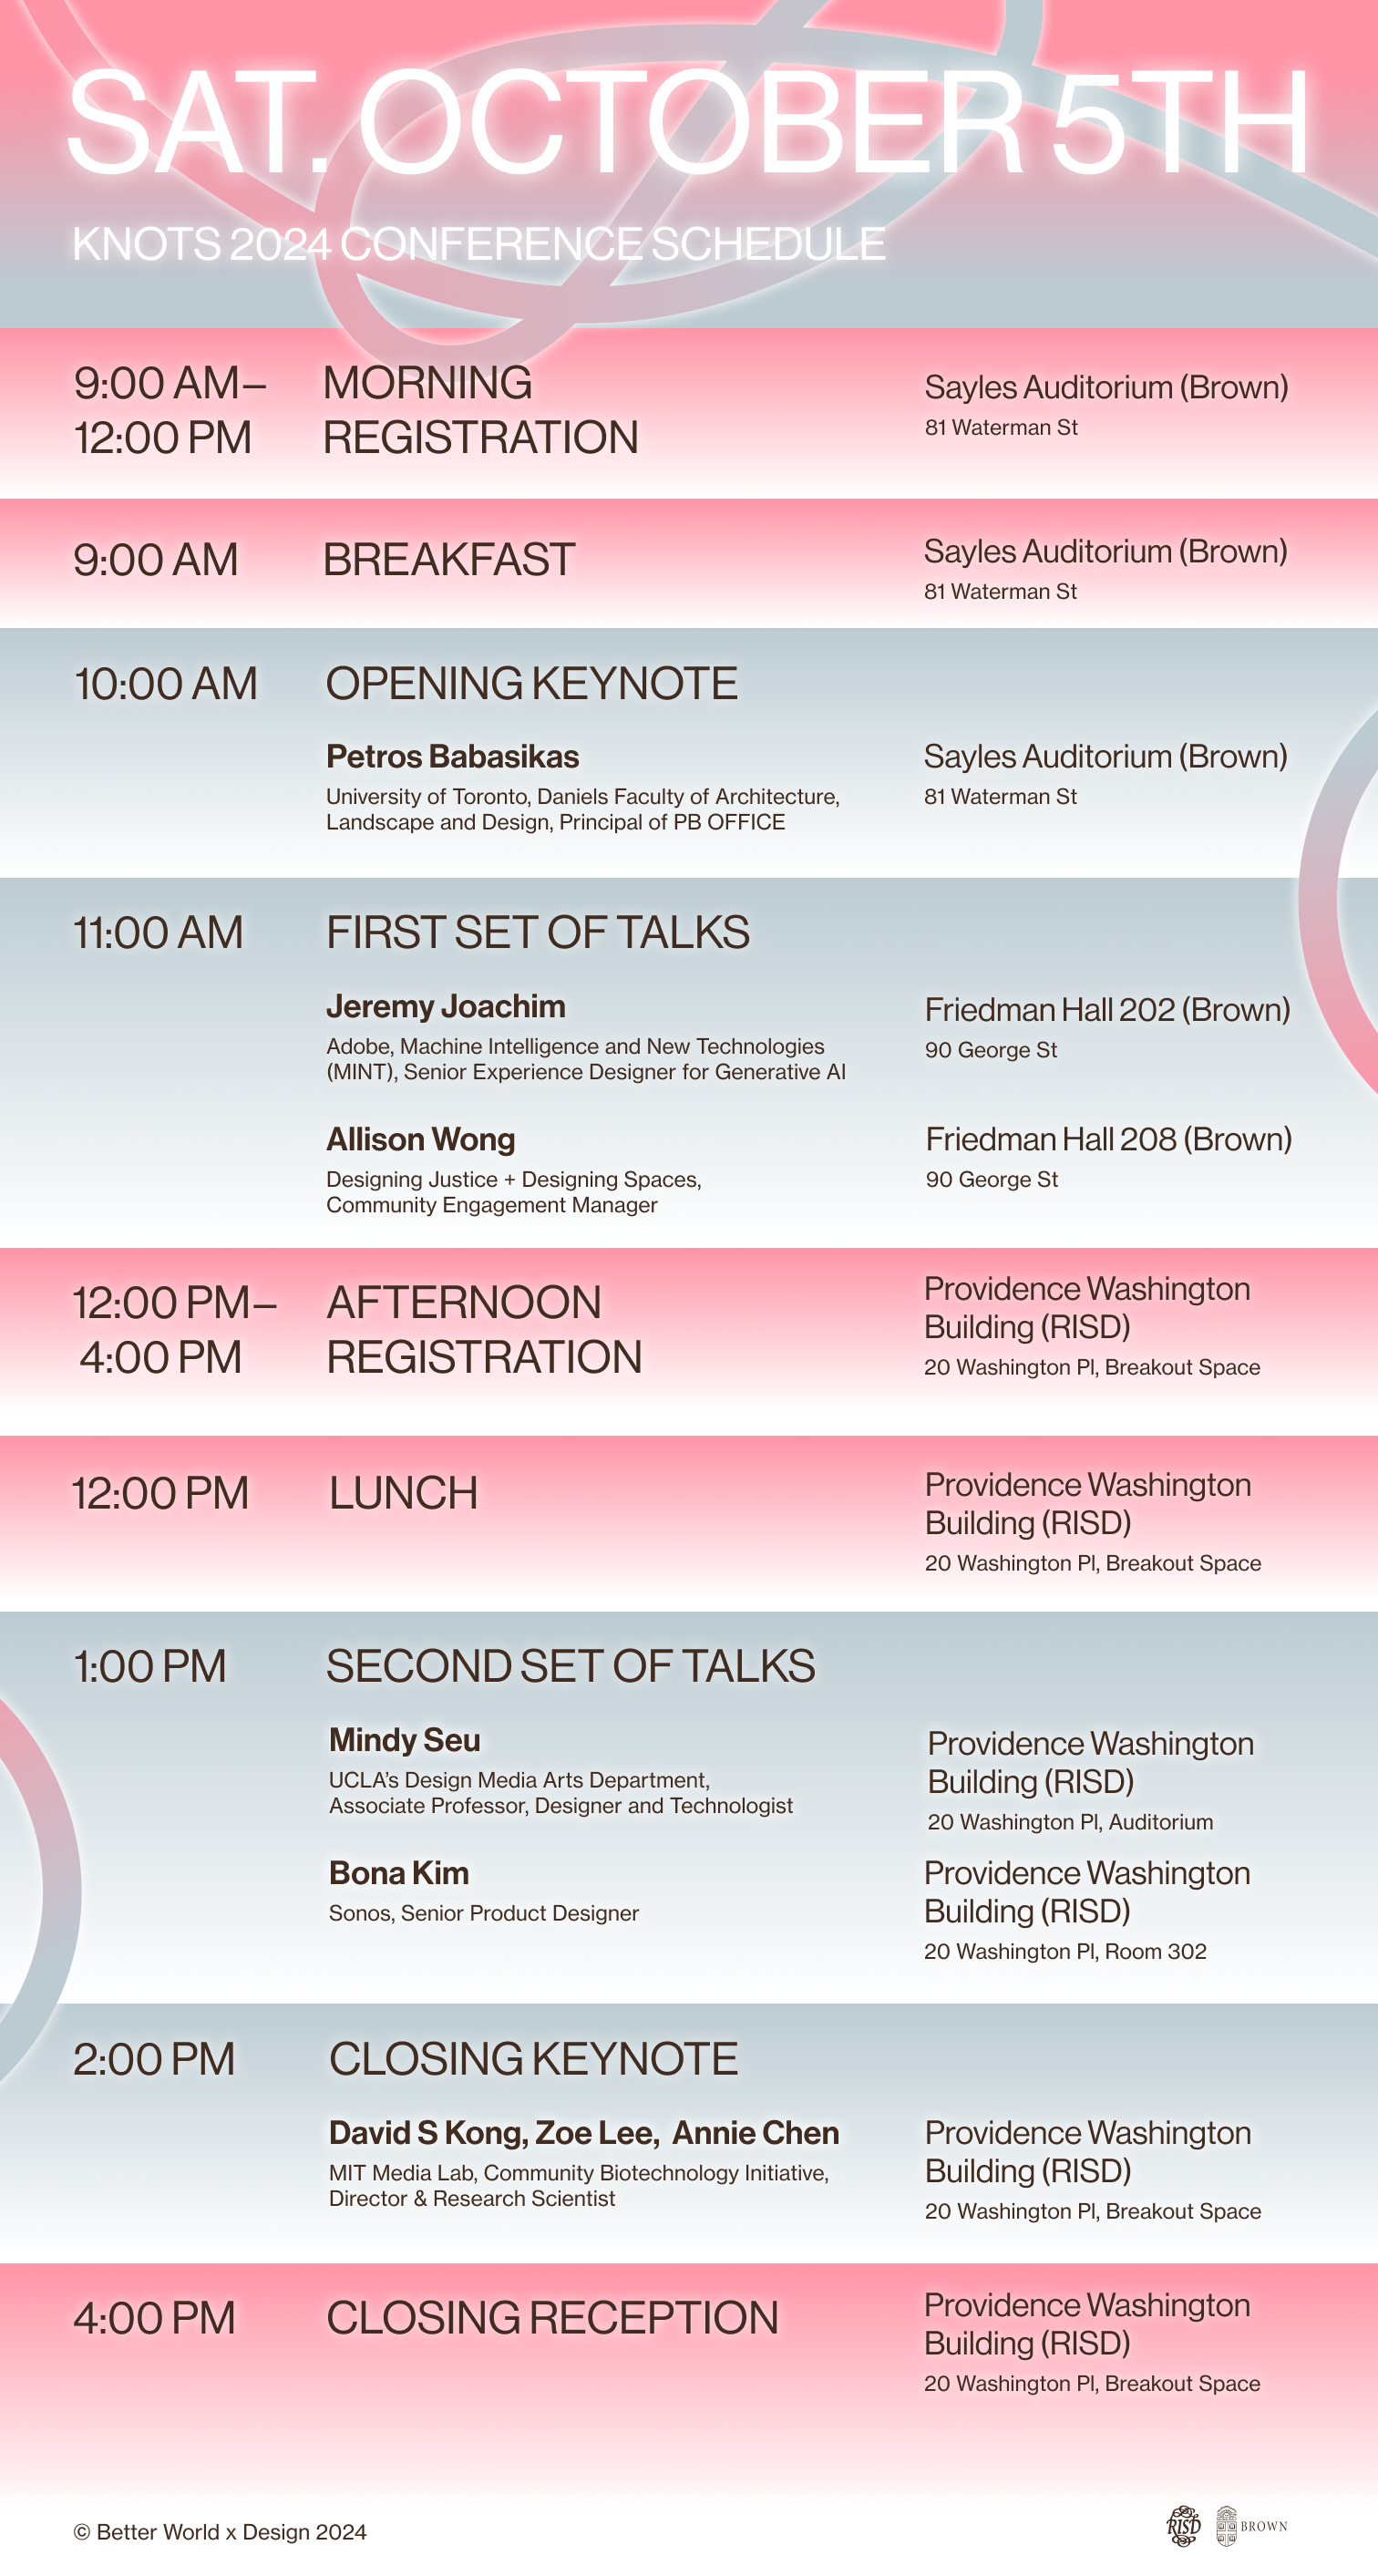 SAT. OCTOBER 5TH
KNOTS 2024 CONFERENCE SCHEDULE
9:00 AM–
12:00 PM
MORNING
REGISTRATION
Sayles Auditorium (Brown)
81 Waterman St
9:00 AM
BREAKFAST
Sayles Auditorium (Brown)
81 Waterman St
10:00 AM
OPENING KEYNOTE
Petros Babasikas
University of Toronto, Daniels Faculty of Architecture,
Landscape and Design, Principal of PB OFFICE
Sayles Auditorium (Brown)
81 Waterman St
11:00 AM
FIRST SET OF TALKS
Jeremy Joachim
Adobe, Machine Intelligence and New Technologies
(MINT), Senior Experience Designer for Generative AI
Friedman Hall 202 (Brown)
90 George St
Allison Wong
Designing Justice + Designing Spaces,
Community Engagement Manager
Friedman Hall 208 (Brown)
90 George St
12:00 PM–
4:00 PM
AFTERNOON
REGISTRATION
Providence Washington
Building (RISD)
20 Washington Pl, Breakout Space
12:00 PM
LUNCH
Providence Washington
Building (RISD)
20 Washington Pl, Breakout Space
1:00 PM
SECOND SET OF TALKS
Mindy Seu
UCLA’s Design Media Arts Department,
Associate Professor, Designer and Technologist
Providence Washington
Building (RISD)
20 Washington Pl, Auditorium
Bona Kim
Sonos, Senior Product Designer
Providence Washington
Building (RISD)
20 Washington Pl, Room 302
2:00 PM
CLOSING KEYNOTE
David S Kong, Zoe Lee, Annie Chen
MIT Media Lab, Community Biotechnology Initiative,
Director & Research Scientist
Providence Washington
Building (RISD)
20 Washington Pl, Breakout Space
4:00 PM
CLOSING RECEPTION
Providence Washington
Building (RISD)
20 Washington Pl, Breakout Space
© Better World x Design 2024
RISD
BROWN